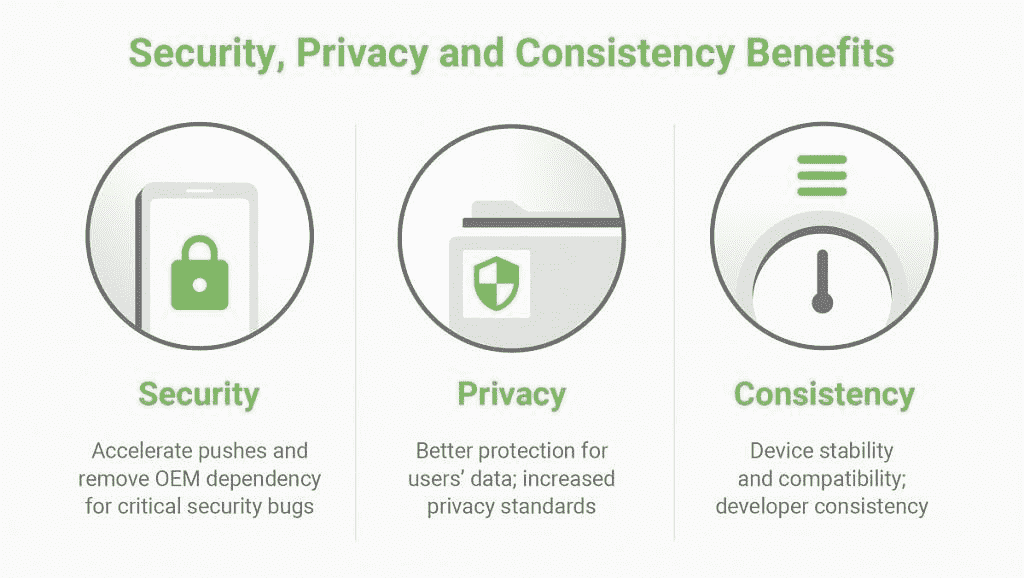 Security, Privacy and Consistency Benefits
Security
Accelerate pushes and
remove OEM dependency
for critical security bugs
Privacy
Better protection for
users’ data; increased
privacy standards
Consistency
Device stability
and compatibility;
developer consistency